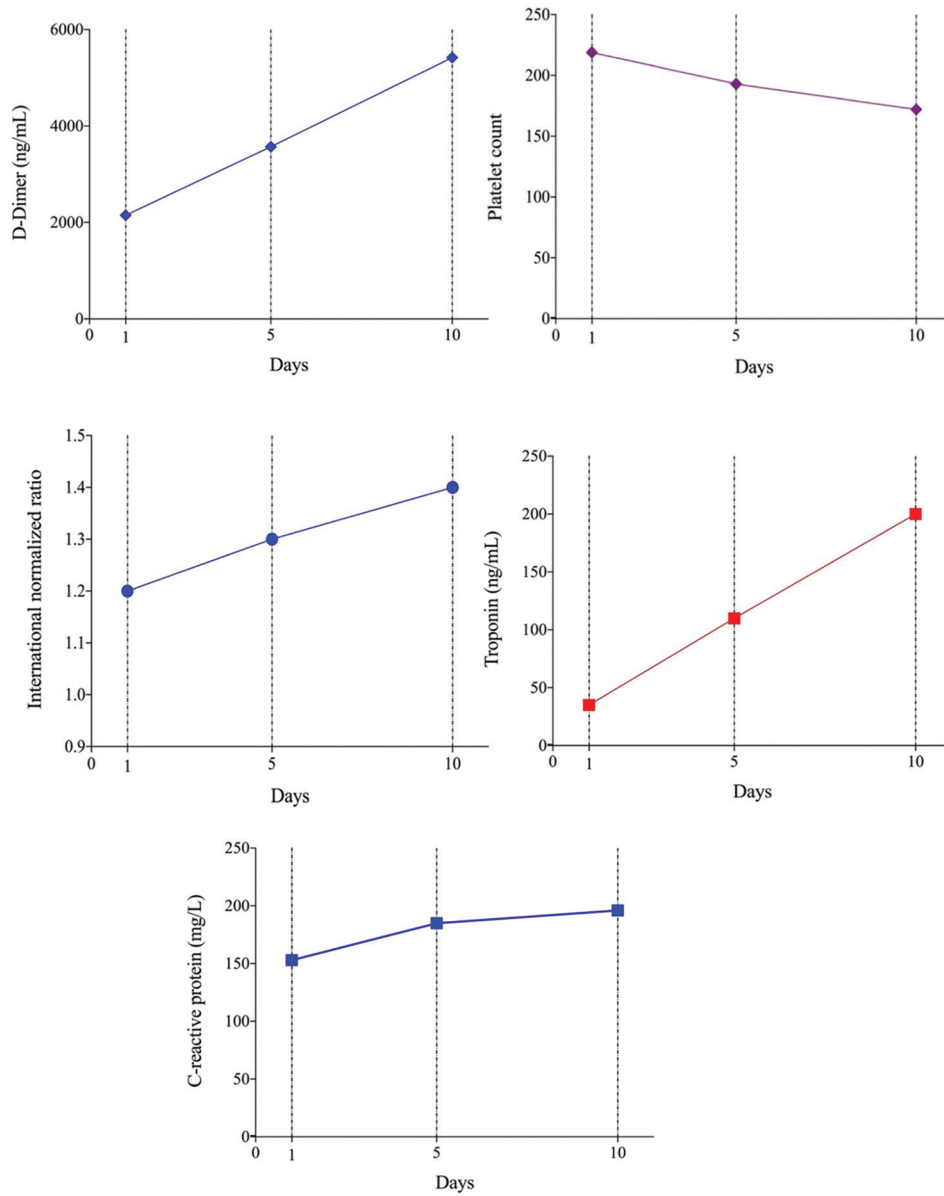 6000
4000
2000
0
D-Dimer (ng/mL)
0 1 5 10
Days
250
200
150
100
50
0
Platelet count
0 1 5 10
Days
1.5
1.4
1.3
1.2
1.1
1.0
0.9
International normalized ratio
0 1 5 10
Days
250
200
150
100
50
0
Troponin (ng/mL)
0 1 5 10
Days
250
200
150
100
50
0
C-reactive protein (mg/L)
0 1 5 10
Days